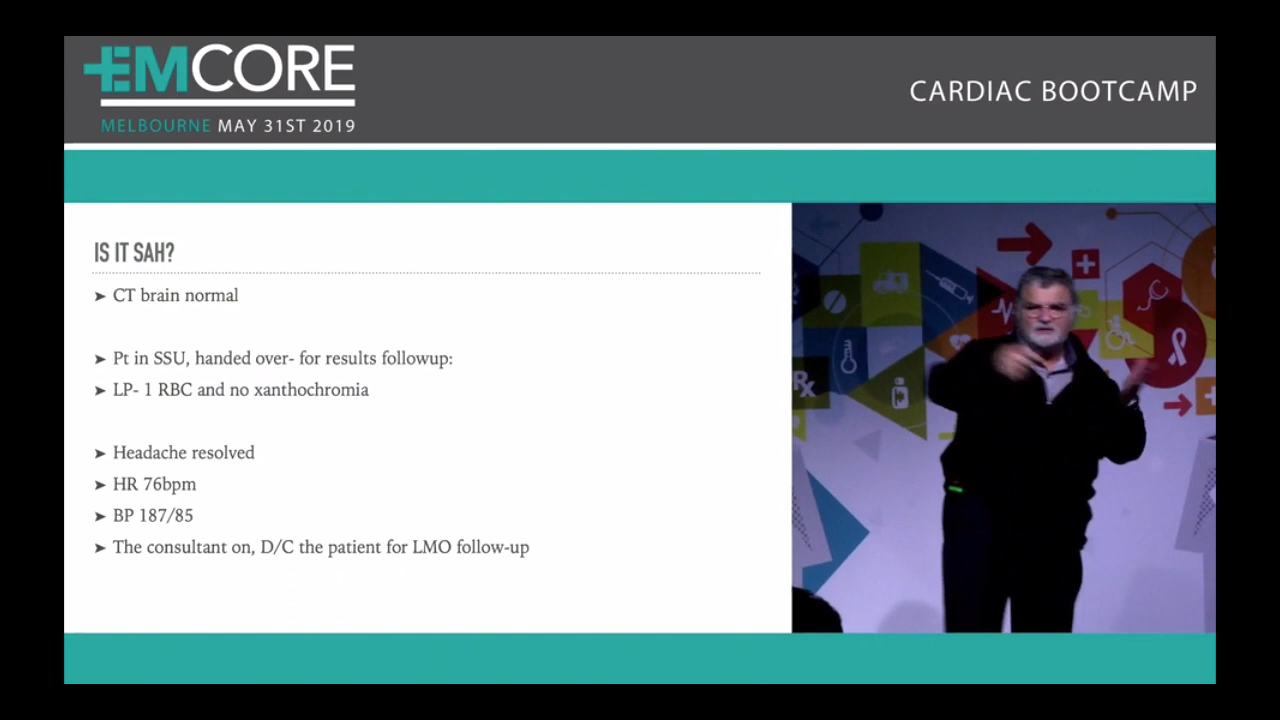 EMCORE
MELBOURNE MAY 31ST 2019
CARDIAC BOOTCAMP
IS IT SAH?
➤ CT brain normal
➤ Pt in SSU, handed over- for results followup:
➤ LP- 1 RBC and no xanthochromia
➤ Headache resolved
➤ HR 76bpm
➤ BP 187/85
➤ The consultant on, D/C the patient for LMO follow-up
Rx